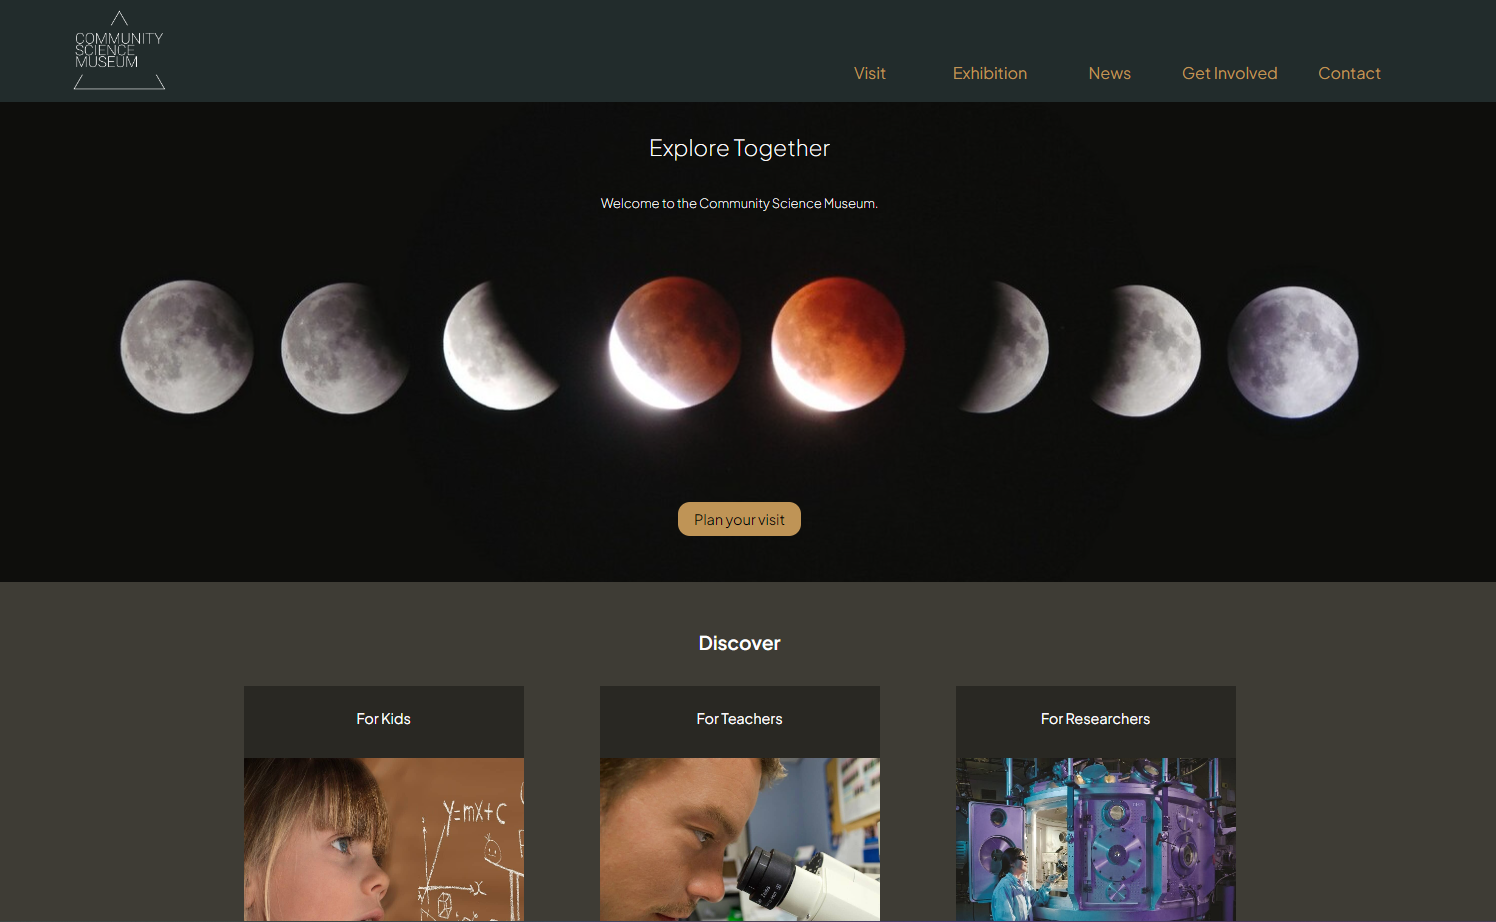 COMMUNITY
SCIENCE
MUSEUM
Visit Exhibition News Get Involved Contact
Explore Together
Welcome to the Community Science Museum.
Plan your visit
Discover
For Kids For Teachers For Researchers
y=mx+c
x